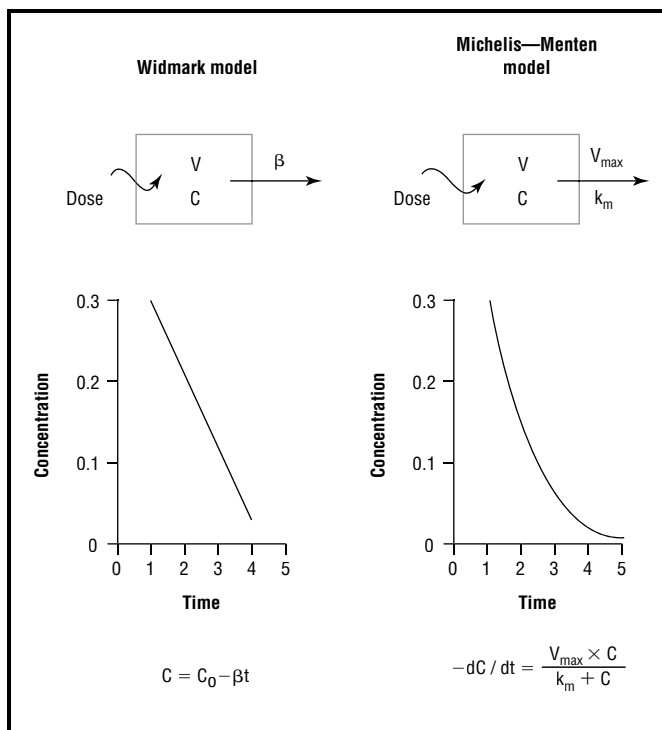 Widmark model
V
C
β
Dose
0.3
0.2
0.1
0
Concentration
0 1 2 3 4 5
Time
C = C₀−βt
Michelis—Menten
model
V
C
Vmax
km
Dose
0.3
0.2
0.1
0
Concentration
0 1 2 3 4 5
Time
−dC / dt = Vmax × C
km + C